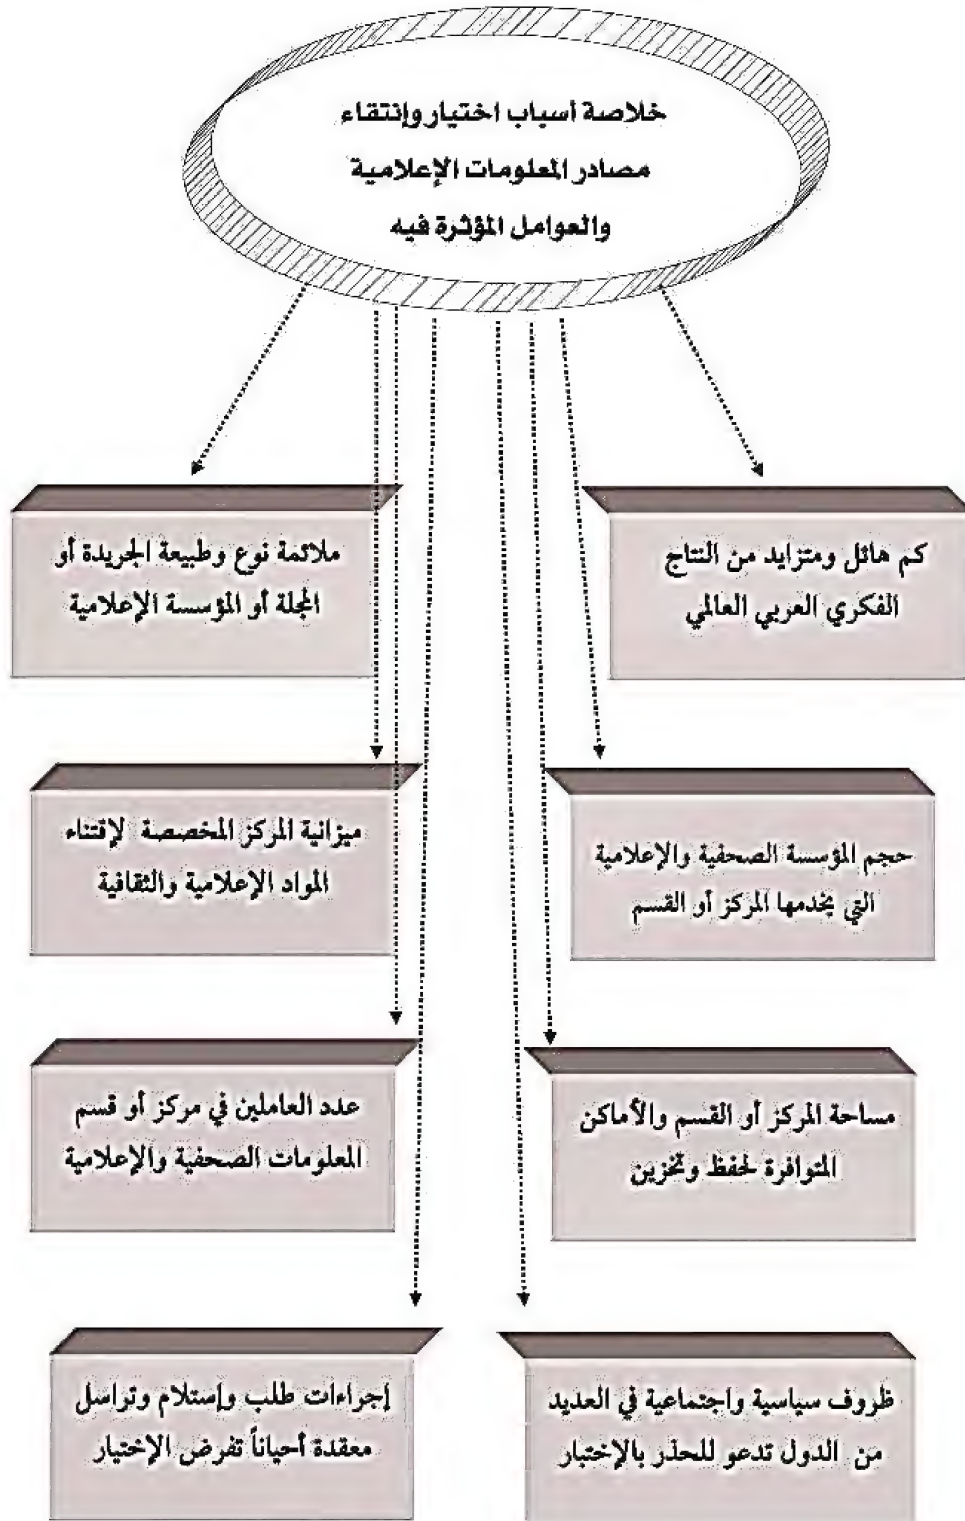 خلاصة أسباب اختيار وإنتقاء
مصادر المعلومات الإعلامية
والعوامل المؤثرة فيه
كم هائل ومتزايد من النتاج
الفكري العربي العالمي
ملائمة نوع وطبيعة الجريدة أو
المجلة أو المؤسسة الإعلامية
حجم المؤسسة الصحفية والإعلامية
التي يخدمها المركز أو القسم
ميزانية المركز المخصصة لإقتناء
المواد الإعلامية والثقافية
مساحة المركز أو القسم والأماكن
المتوافرة لحفظ وتخزين
عدد العاملين في مركز أو قسم
المعلومات الصحفية والإعلامية
ظروف سياسية واجتماعية في العديد
من الدول تدعو للحذر بالإختبار
إجراءات طلب وإستلام وتراسل
معقدة أحياناً تفرض الإختيار